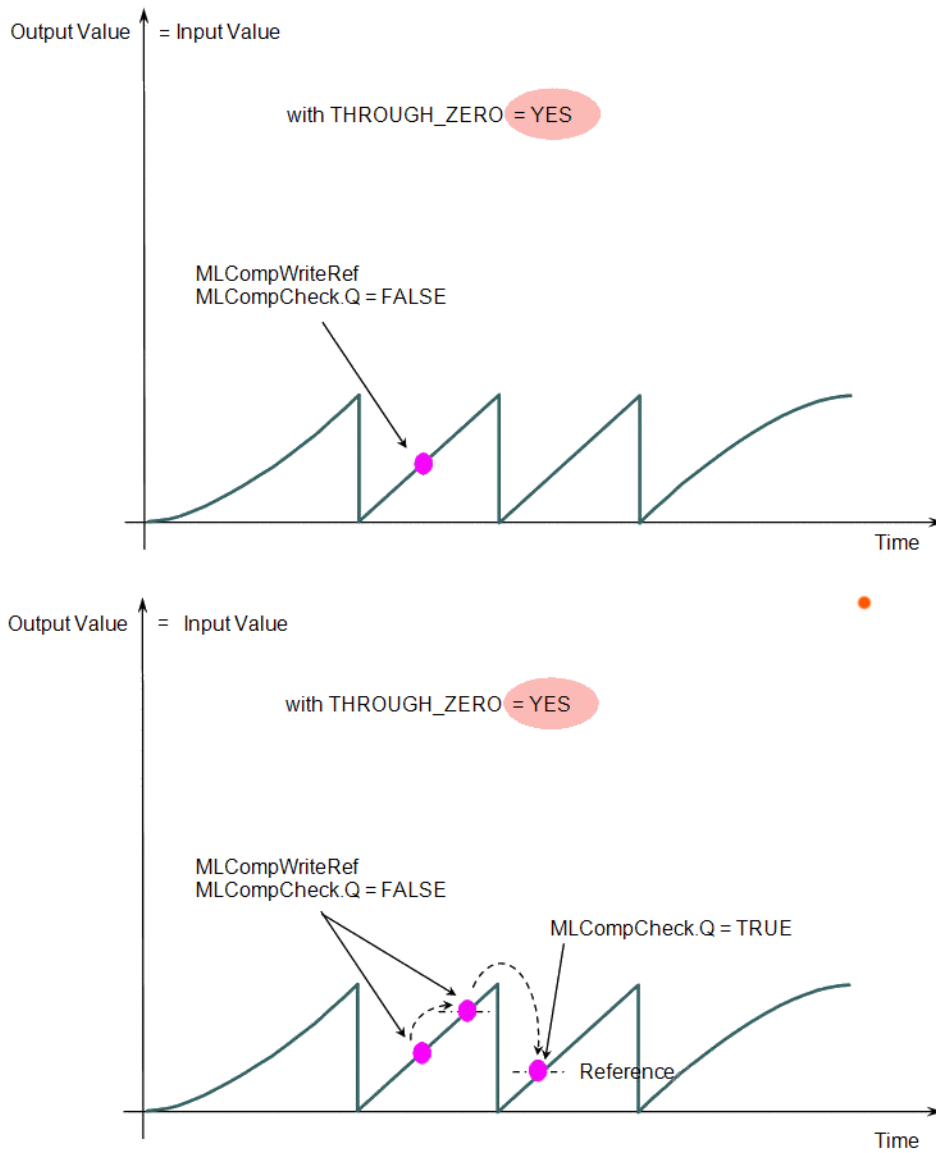 Output Value = Input Value
with THROUGH_ZERO = YES
MLCompWriteRef
MLCompCheck.Q = FALSE
Time
Output Value = Input Value
with THROUGH_ZERO = YES
MLCompWriteRef
MLCompCheck.Q = FALSE
MLCompCheck.Q = TRUE
Reference
Time